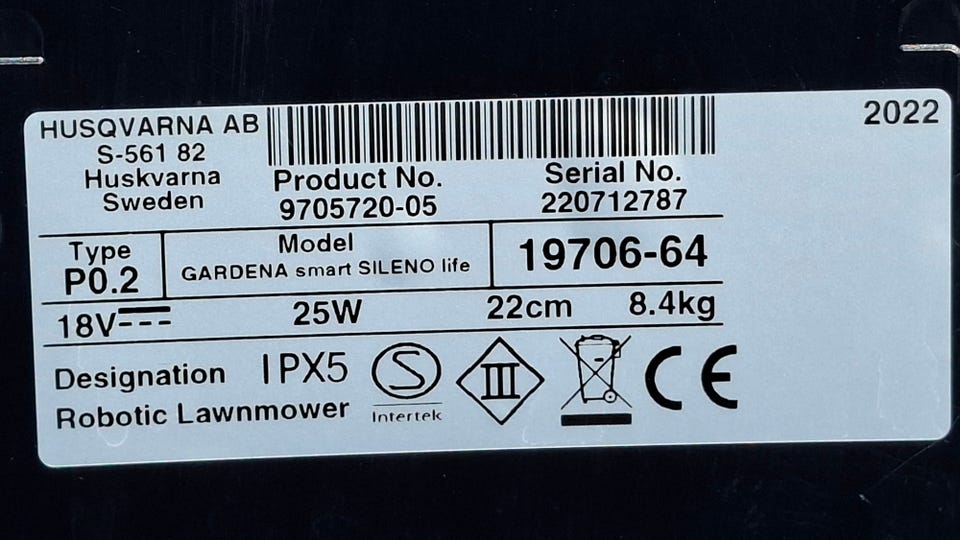 HUSQVARNA AB
S-561 82
Huskvarna
Sweden
Product No.
9705720-05
Serial No.
220712787
2022
Type
P0.2
Model
GARDENA smart SILENO life
19706-64
18V 25W 22cm 8.4kg
Designation IPX5
Robotic Lawnmower
S
Intertek
III
CE